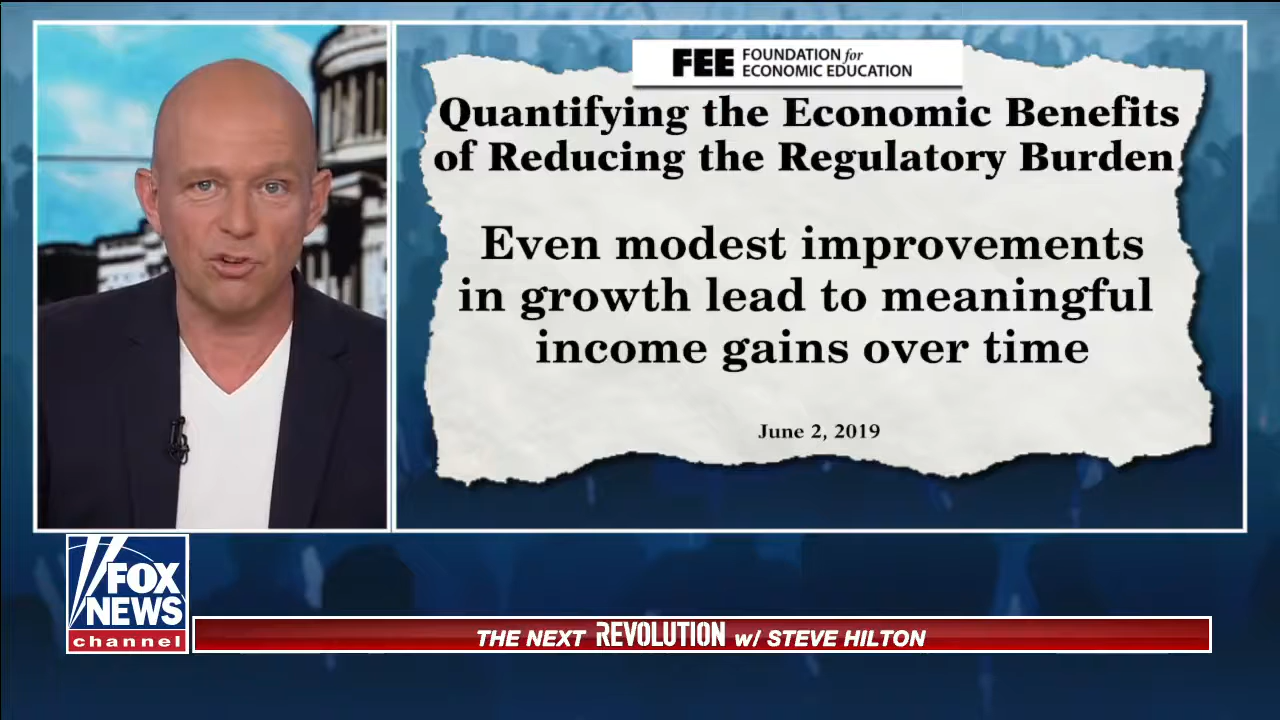 FEE FOUNDATION for
ECONOMIC EDUCATION
Quantifying the Economic Benefits
of Reducing the Regulatory Burden
Even modest improvements
in growth lead to meaningful
income gains over time
June 2, 2019
FOX
NEWS
channel
THE NEXT REVOLUTION w/ STEVE HILTON